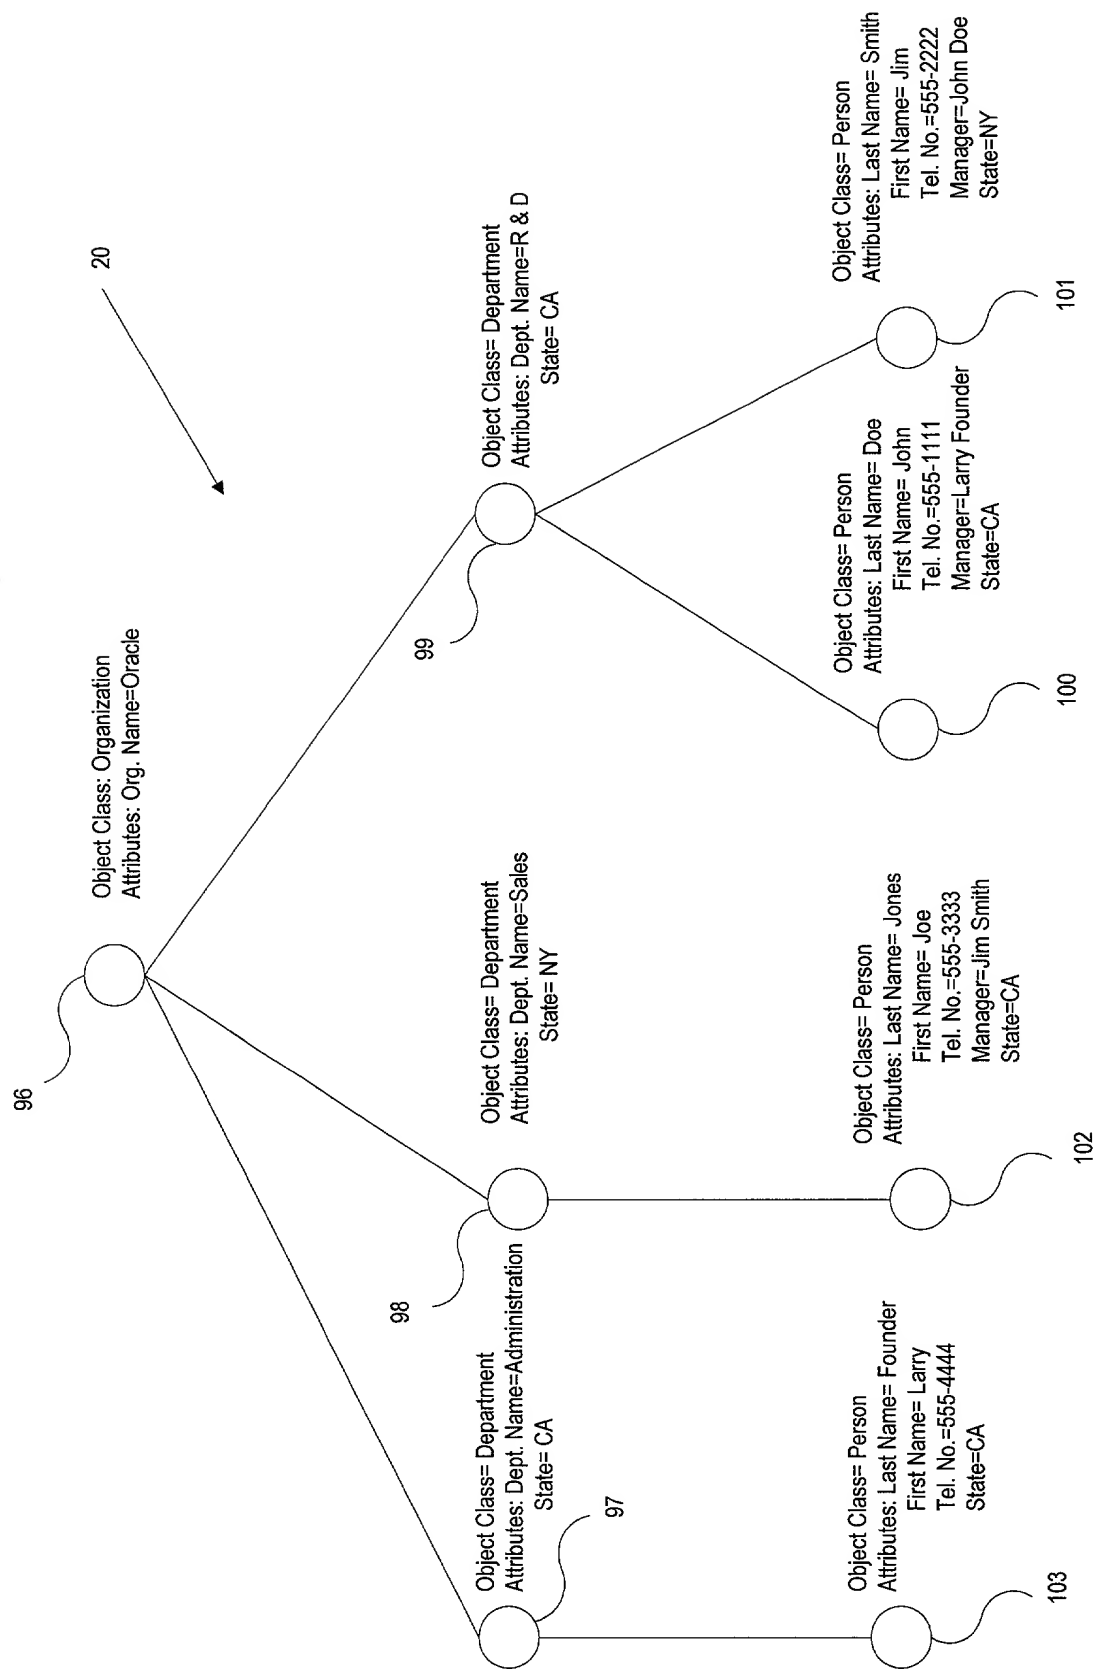 20
96
Object Class: Organization
Attributes: Org. Name=Oracle
Object Class= Department
Attributes: Dept. Name=Administration
State= CA
97
98
Object Class= Department
Attributes: Dept. Name=Sales
State= NY
99
Object Class= Department
Attributes: Dept. Name=R & D
State= CA
Object Class= Person
Attributes: Last Name= Founder
First Name= Larry
Tel. No.=555-4444
State=CA
103
Object Class= Person
Attributes: Last Name= Jones
First Name= Joe
Tel. No.=555-3333
Manager=Jim Smith
State=CA
102
Object Class= Person
Attributes: Last Name= Doe
First Name= John
Tel. No.=555-1111
Manager=Larry Founder
State=CA
100
Object Class= Person
Attributes: Last Name= Smith
First Name= Jim
Tel. No.=555-2222
Manager=John Doe
State=NY
101